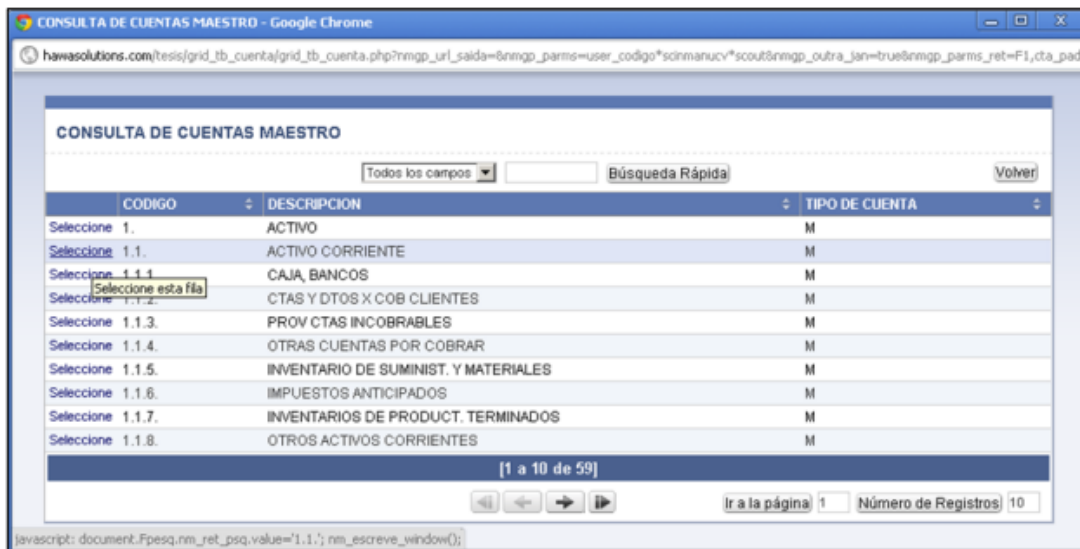 CONSULTA DE CUENTAS MAESTRO - Google Chrome
hawasolutions.com/tesis/grid_tb_cuenta/grid_tb_cuenta.php?nmgp_url_saida=&nmgp_parms=user_codigo*scinmanucv*scout&nmgp_outra_jan=true&nmgp_parms_ret=F1,cta_pad
CONSULTA DE CUENTAS MAESTRO
Todos los campos Búsqueda Rápida Volver
CODIGO DESCRIPCION TIPO DE CUENTA
Seleccione 1. ACTIVO M
Seleccione 1.1. ACTIVO CORRIENTE M
Seleccione 1.1.1. CAJA, BANCOS M
Seleccione esta fila
Seleccione 1.1.2. CTAS Y DTOS X COB CLIENTES M
Seleccione 1.1.3. PROV CTAS INCOBRABLES M
Seleccione 1.1.4. OTRAS CUENTAS POR COBRAR M
Seleccione 1.1.5. INVENTARIO DE SUMINIST. Y MATERIALES M
Seleccione 1.1.6. IMPUESTOS ANTICIPADOS M
Seleccione 1.1.7. INVENTARIOS DE PRODUCT. TERMINADOS M
Seleccione 1.1.8. OTROS ACTIVOS CORRIENTES M
[1 a 10 de 59]
Ir a la página 1 Número de Registros 10
javascript: document.Fpesq.nm_ret_psq.value='1.1.'; nm_escreve_window();